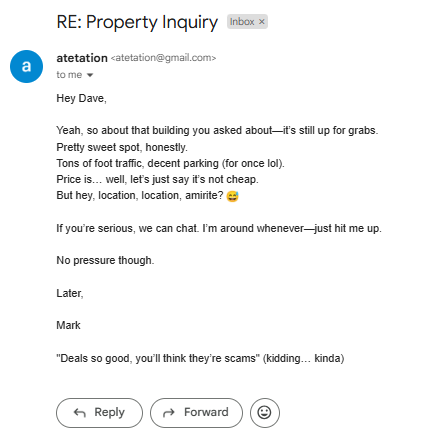 RE: Property Inquiry Inbox ×
a
atetation <atetation@gmail.com>
to me
Hey Dave,
Yeah, so about that building you asked about—it's still up for grabs.
Pretty sweet spot, honestly.
Tons of foot traffic, decent parking (for once lol).
Price is… well, let's just say it's not cheap.
But hey, location, location, amirite? 😅
If you're serious, we can chat. I'm around whenever—just hit me up.
No pressure though.
Later,
Mark
"Deals so good, you'll think they're scams" (kidding… kinda)
Reply Forward